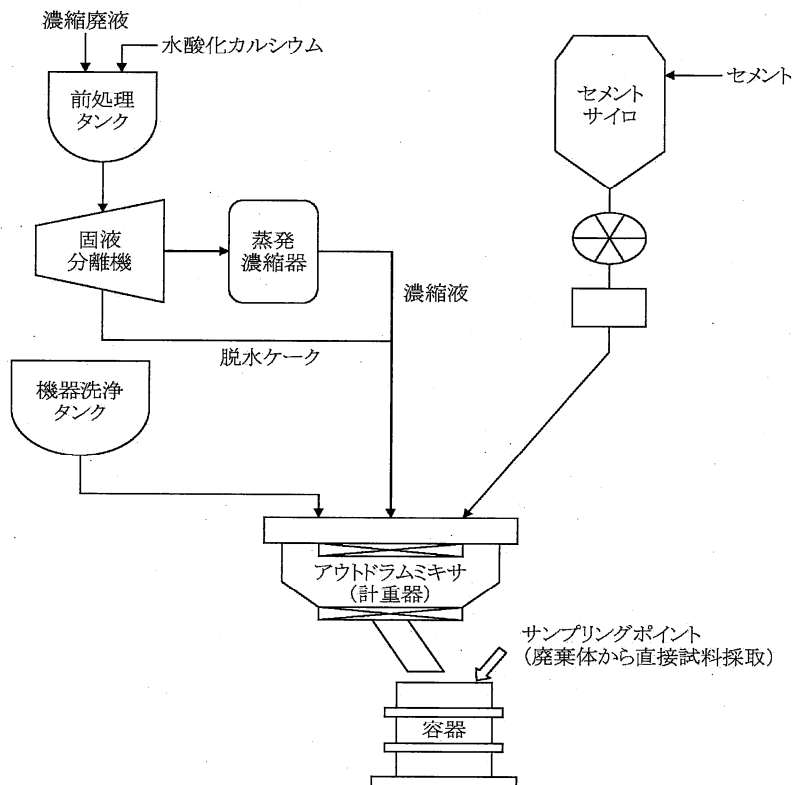 濃縮廃液
水酸化カルシウム
前処理
タンク
セメント
サイロ
セメント
固液
分離機
蒸発
濃縮器
濃縮液
脱水ケーク
機器洗浄
タンク
アウトドラムミキサ
(計重器)
サンプリングポイント
(廃棄体から直接試料採取)
容器